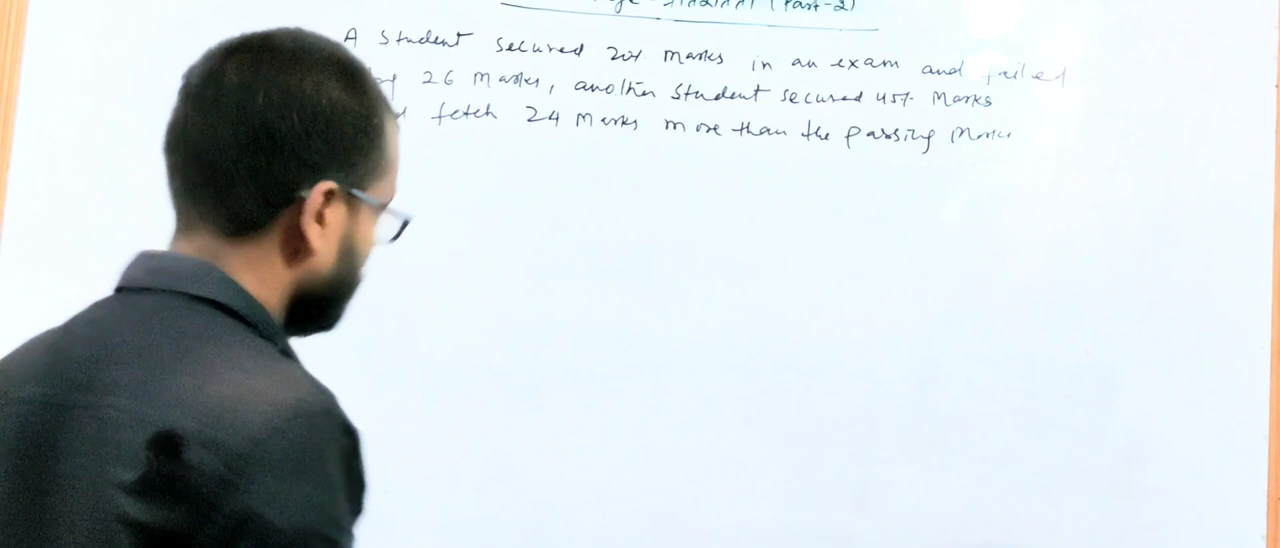 (Part-2)
A student secured 20% Marks in an exam and failed
by 26 Marks, another student secured 45% Marks
fetch 24 Marks more than the passing Marks